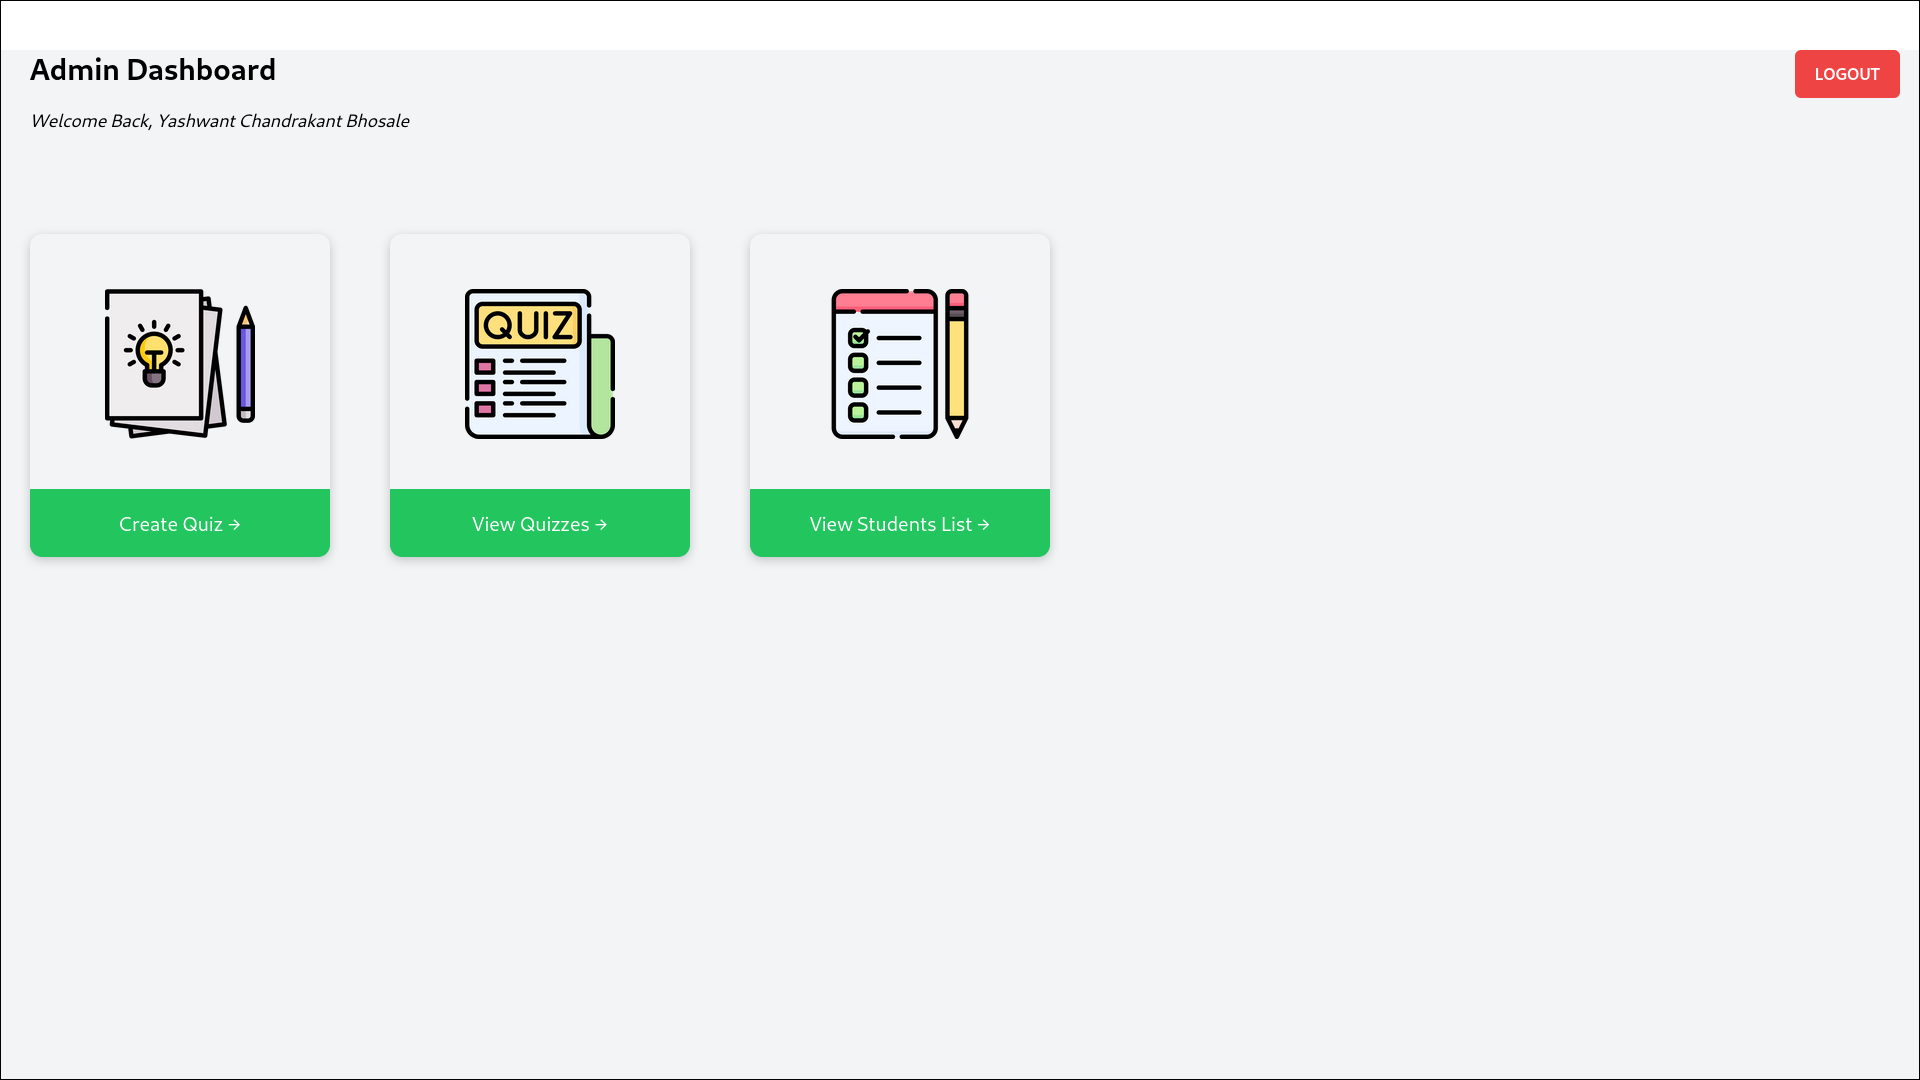 Admin Dashboard
LOGOUT
Welcome Back, Yashwant Chandrakant Bhosale
QUIZ
Create Quiz →
View Quizzes →
View Students List →